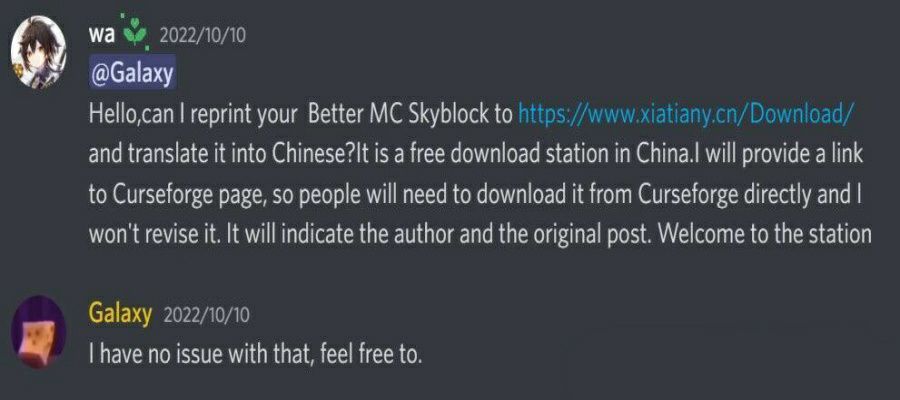 wa 2022/10/10
@Galaxy
Hello,can I reprint your Better MC Skyblock to https://www.xiatiany.cn/Download/
and translate it into Chinese?It is a free download station in China.I will provide a link
to Curseforge page, so people will need to download it from Curseforge directly and I
won't revise it. It will indicate the author and the original post. Welcome to the station
Galaxy 2022/10/10
I have no issue with that, feel free to.